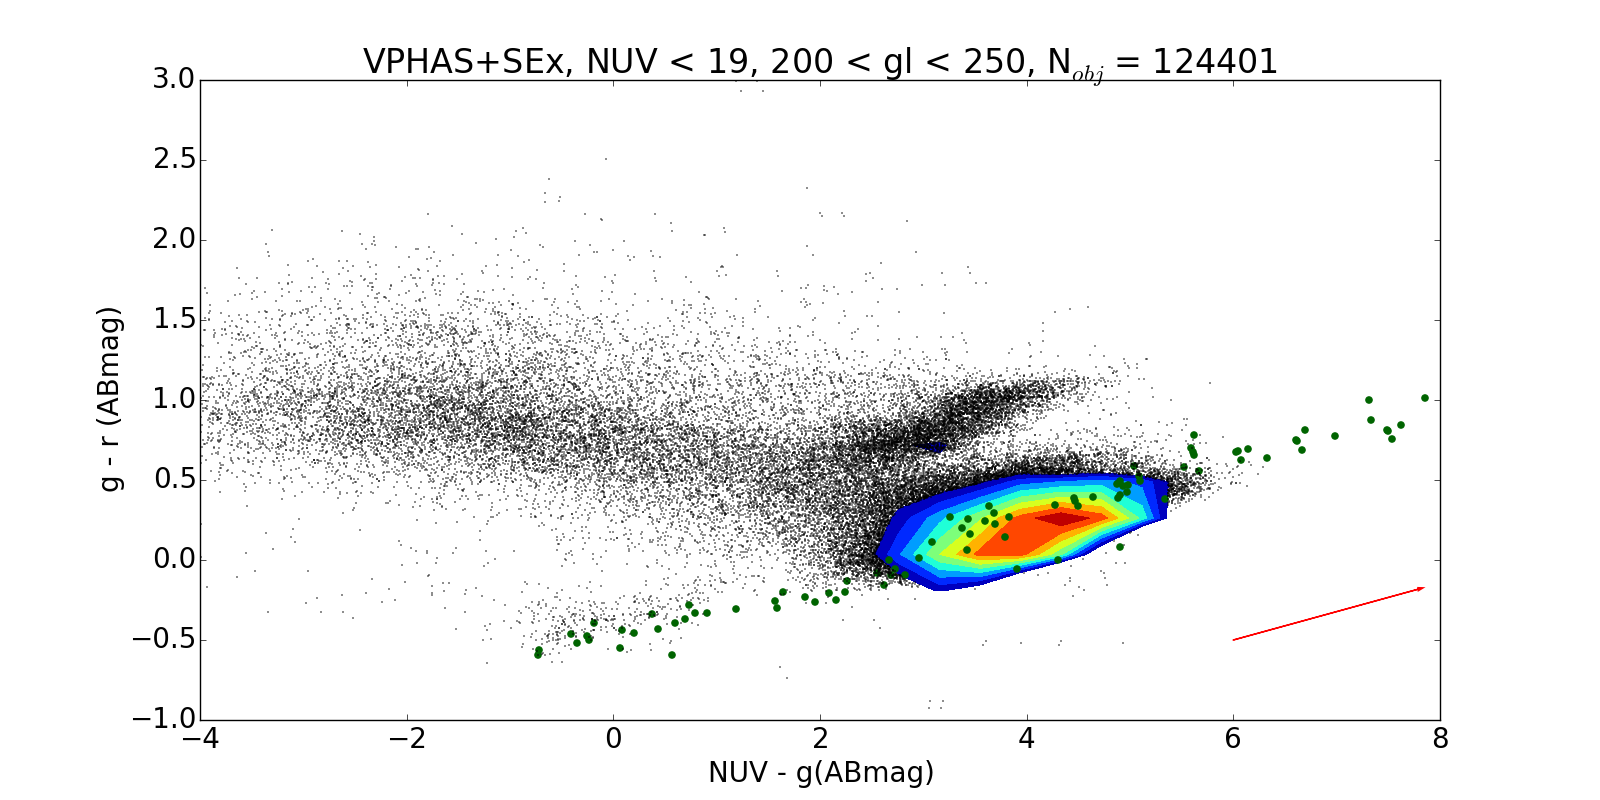 VPHAS+SEx, NUV < 19, 200 < gl < 250, N_obj = 124401
3.0
2.5
2.0
1.5
1.0
0.5
0.0
−0.5
−1.0
g - r (ABmag)
−4 −2 0 2 4 6 8
NUV - g(ABmag)